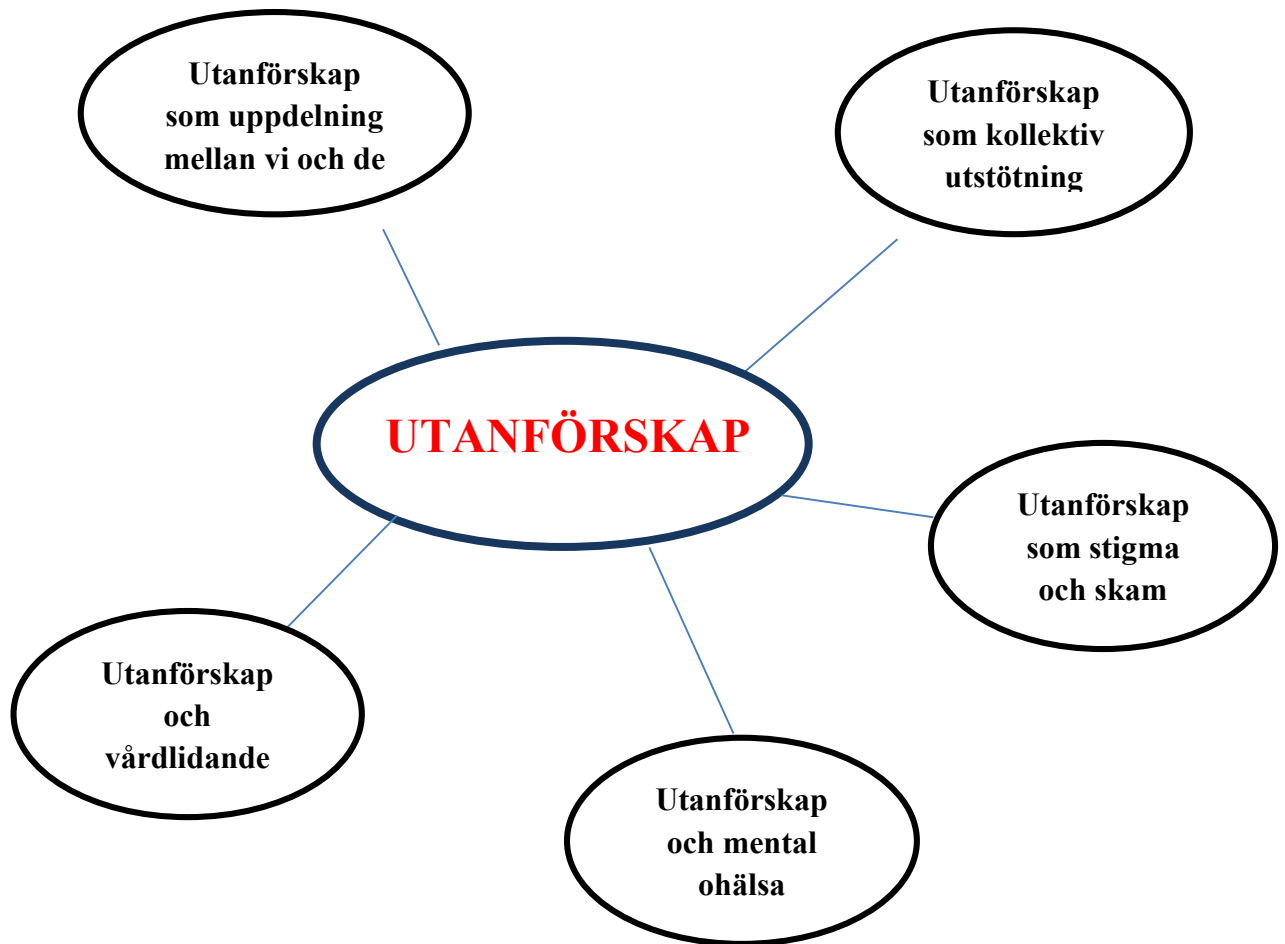 Utanförskap
som uppdelning
mellan vi och de
Utanförskap
som kollektiv
utstötning
UTANFÖRSKAP
Utanförskap
som stigma
och skam
Utanförskap
och
vårdlidande
Utanförskap
och mental
ohälsa